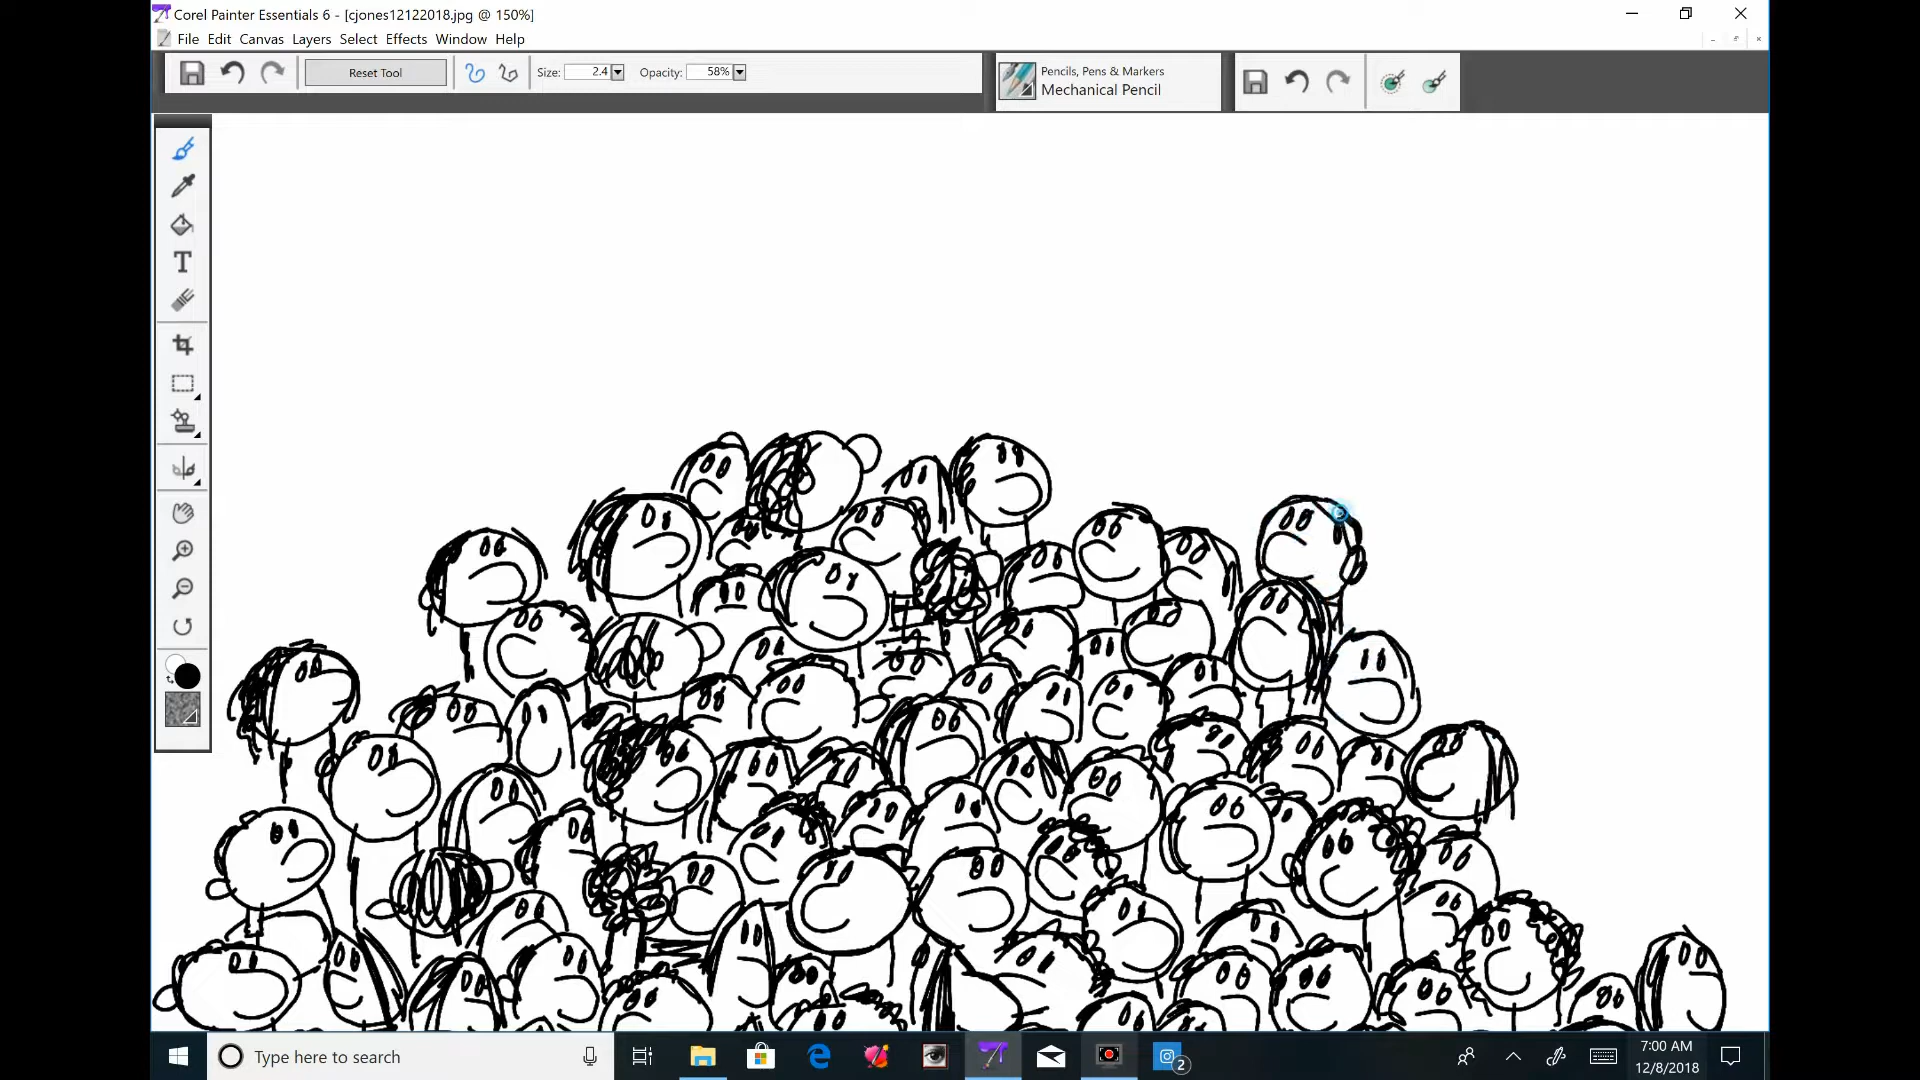 Corel Painter Essentials 6 - [cjones12122018.jpg @ 150%]
File Edit Canvas Layers Select Effects Window Help
Reset Tool
Size: 2.4
Opacity: 58%
Pencils, Pens & Markers
Mechanical Pencil
T
Type here to search
2
7:00 AM
12/8/2018